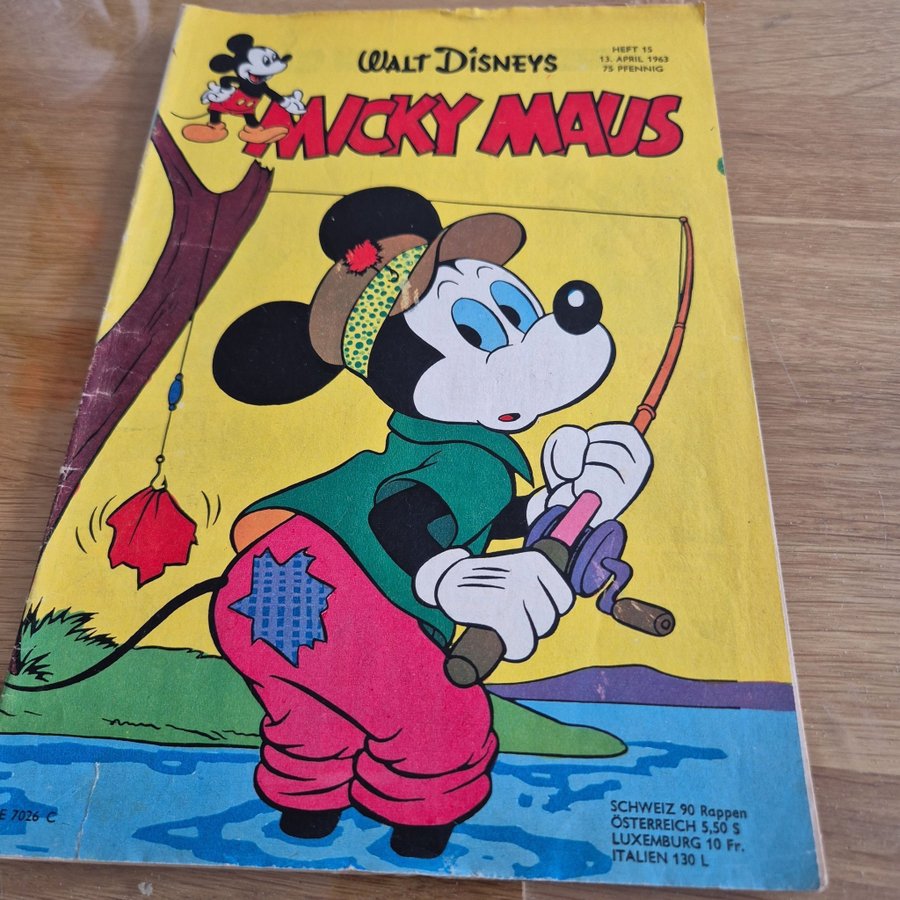 WALT DISNEYS
HEFT 15
13. APRIL 1963
75 PFENNIG
MICKY MAUS
E 7026 C
SCHWEIZ 90 Rappen
ÖSTERREICH 5,50 S
LUXEMBURG 10 Fr.
ITALIEN 130 L